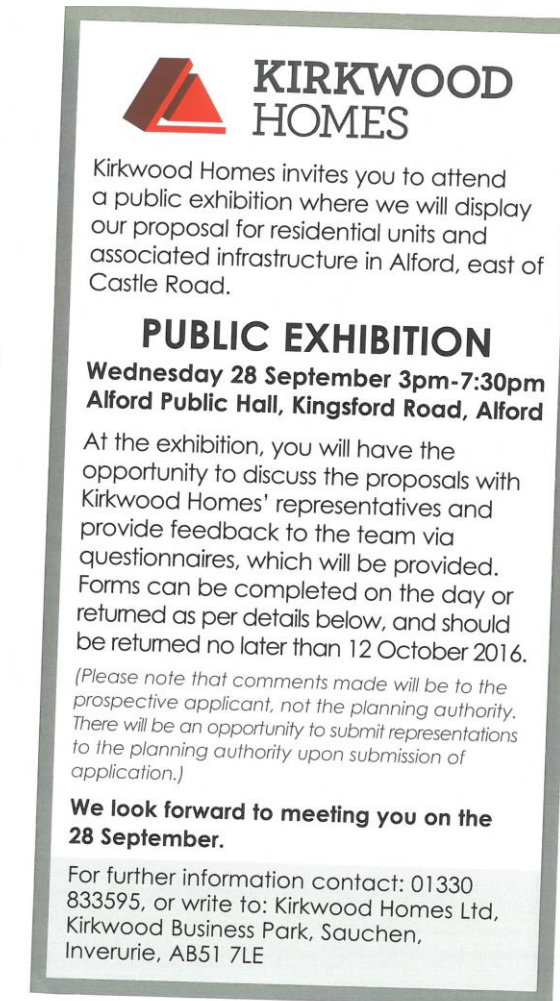 KIRKWOOD
HOMES
Kirkwood Homes invites you to attend
a public exhibition where we will display
our proposal for residential units and
associated infrastructure in Alford, east of
Castle Road.
PUBLIC EXHIBITION
Wednesday 28 September 3pm-7:30pm
Alford Public Hall, Kingsford Road, Alford
At the exhibition, you will have the
opportunity to discuss the proposals with
Kirkwood Homes' representatives and
provide feedback to the team via
questionnaires, which will be provided.
Forms can be completed on the day or
returned as per details below, and should
be returned no later than 12 October 2016.
(Please note that comments made will be to the
prospective applicant, not the planning authority.
There will be an opportunity to submit representations
to the planning authority upon submission of
application.)
We look forward to meeting you on the
28 September.
For further information contact: 01330
833595, or write to: Kirkwood Homes Ltd,
Kirkwood Business Park, Sauchen,
Inverurie, AB51 7LE